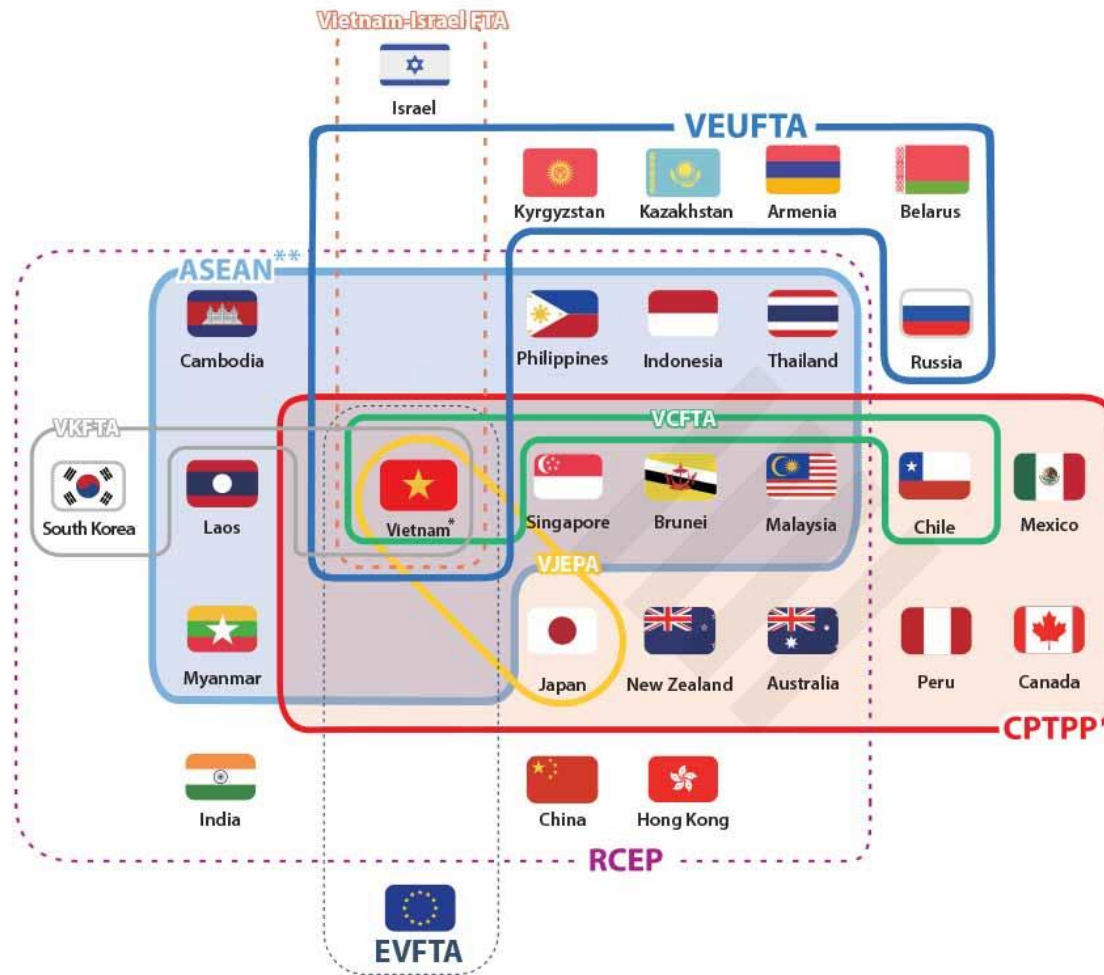 Vietnam-Israel FTA
Israel
VEUFTA
Kyrgyzstan
Kazakhstan
Armenia
Belarus
ASEAN**
Cambodia
Philippines
Indonesia
Thailand
Russia
VKFTA
VCFTA
South Korea
Laos
Vietnam*
Singapore
Brunei
Malaysia
Chile
Mexico
VJEPA
Myanmar
Japan
New Zealand
Australia
Peru
Canada
CPTPP*
India
China
Hong Kong
RCEP
EVFTA